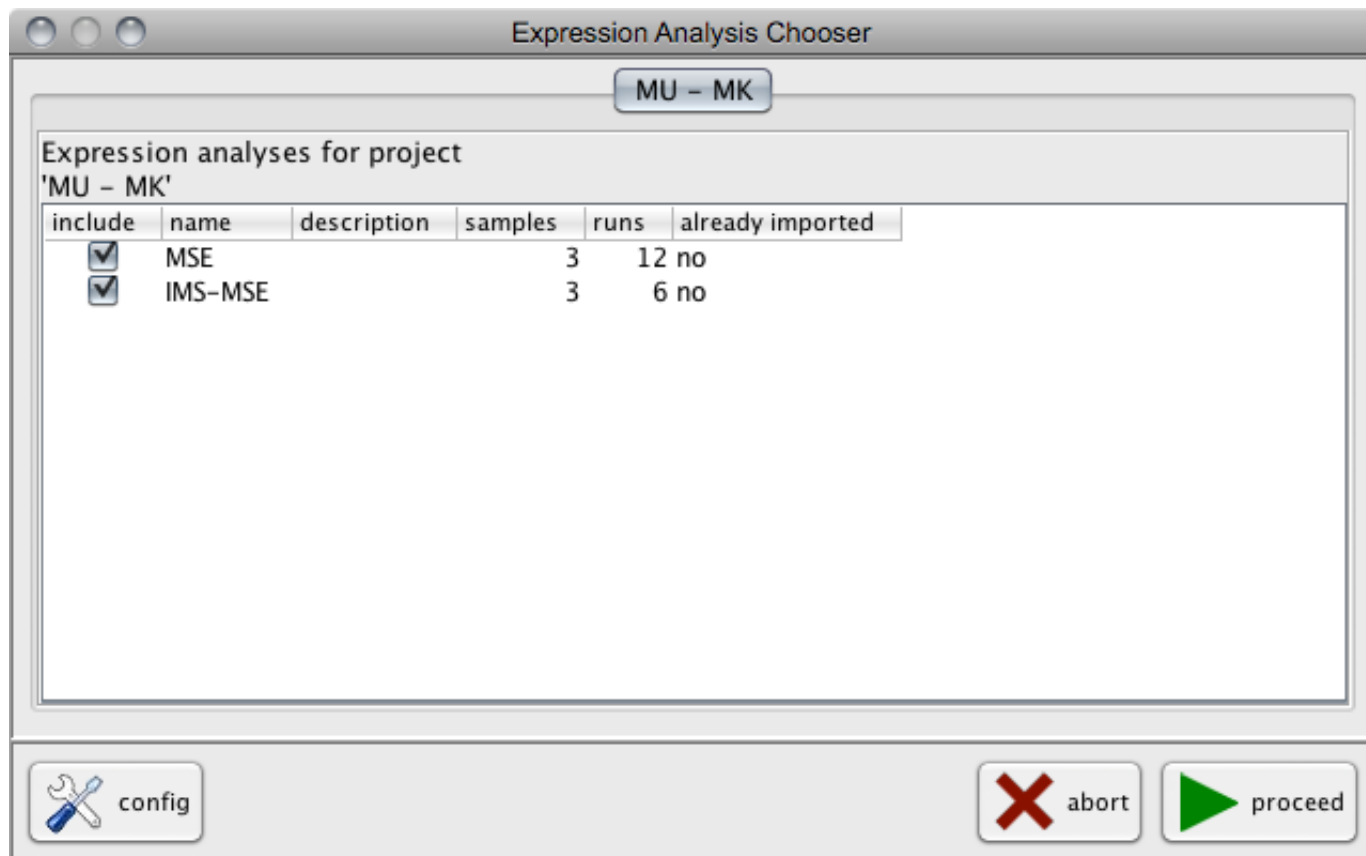 Expression Analysis Chooser
MU – MK
Expression analyses for project
'MU – MK'
include name description samples runs already imported
MSE 3 12 no
IMS-MSE 3 6 no
config abort proceed